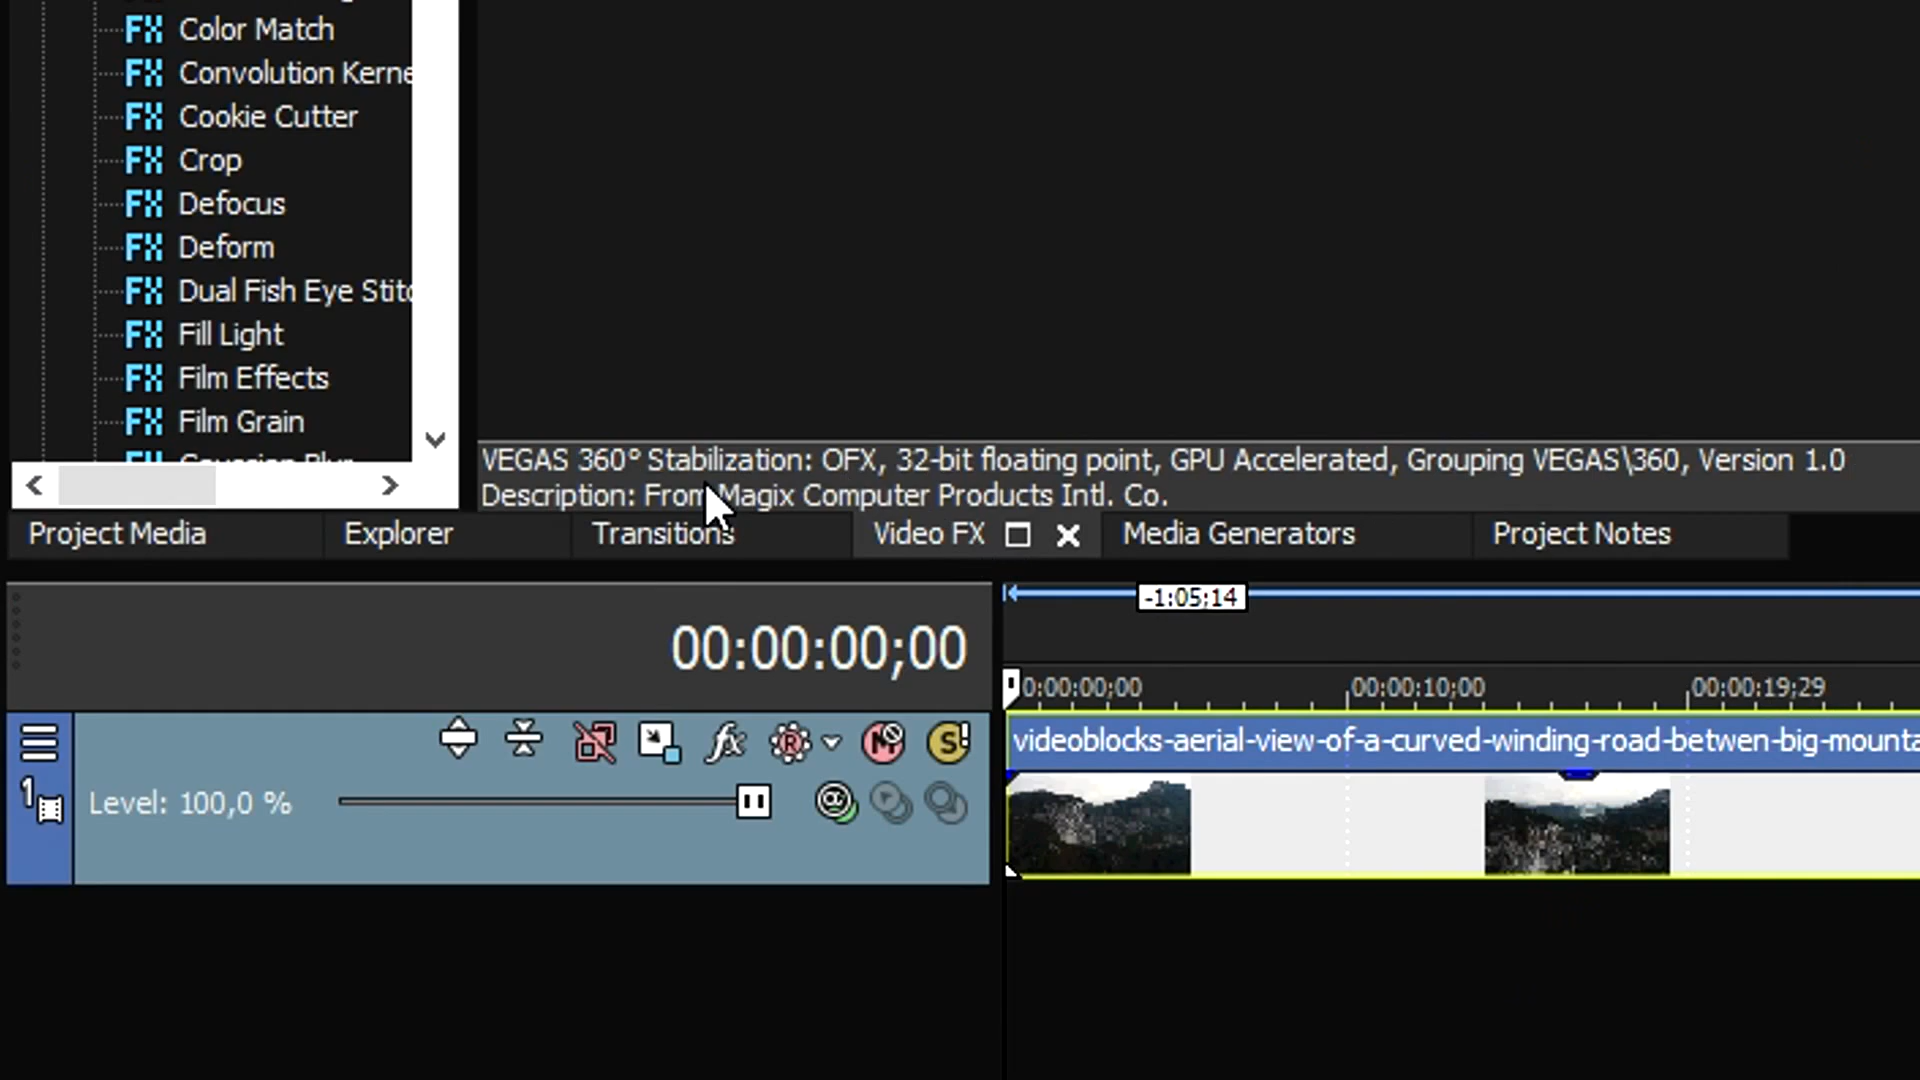 FX Color Match
FX Convolution Kerne
FX Cookie Cutter
FX Crop
FX Defocus
FX Deform
FX Dual Fish Eye Stitc
FX Fill Light
FX Film Effects
FX Film Grain
VEGAS 360° Stabilization: OFX, 32-bit floating point, GPU Accelerated, Grouping VEGAS\360, Version 1.0
Description: From Magix Computer Products Intl. Co.
Project Media
Explorer
Transitions
Video FX
Media Generators
Project Notes
-1:05;14
00:00:00;00
0:00:00;00
00:00:10;00
00:00:19;29
fx
R
M
S!
videoblocks-aerial-view-of-a-curved-winding-road-betwen-big-mounta
1
Level: 100,0 %
@